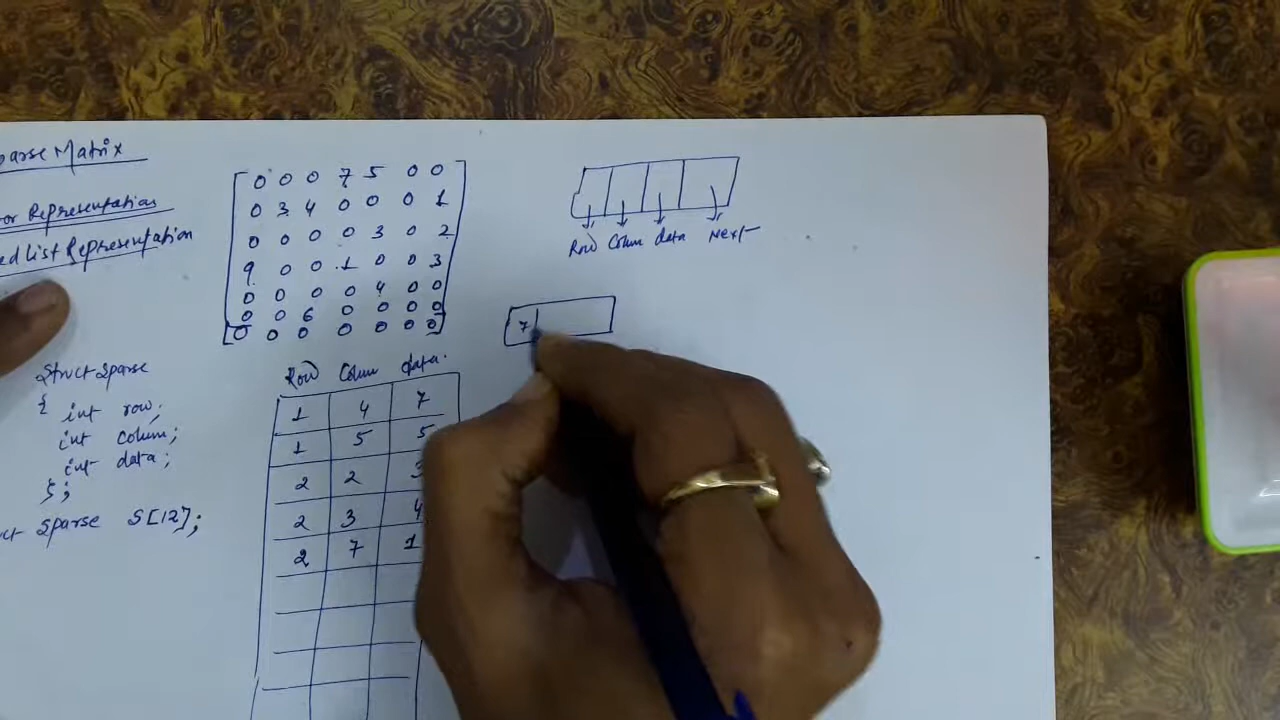 Matrix
Representation
List Representation
0 0 0 7 5 0 0
0 3 4 0 0 0 1
0 0 0 0 3 0 2
9 0 0 1 0 0 3
0 0 0 0 4 0 0
0 0 6 0 0 0 0
0 0 0 0 0 0 0
Struct Sparse
{ int row;
int colum;
int data;
};
Sparse S[12];
Row Colum data.
1 4 7
1 5 5
2 2 3
2 3 4
2 7 1
Row Colum data Next
7